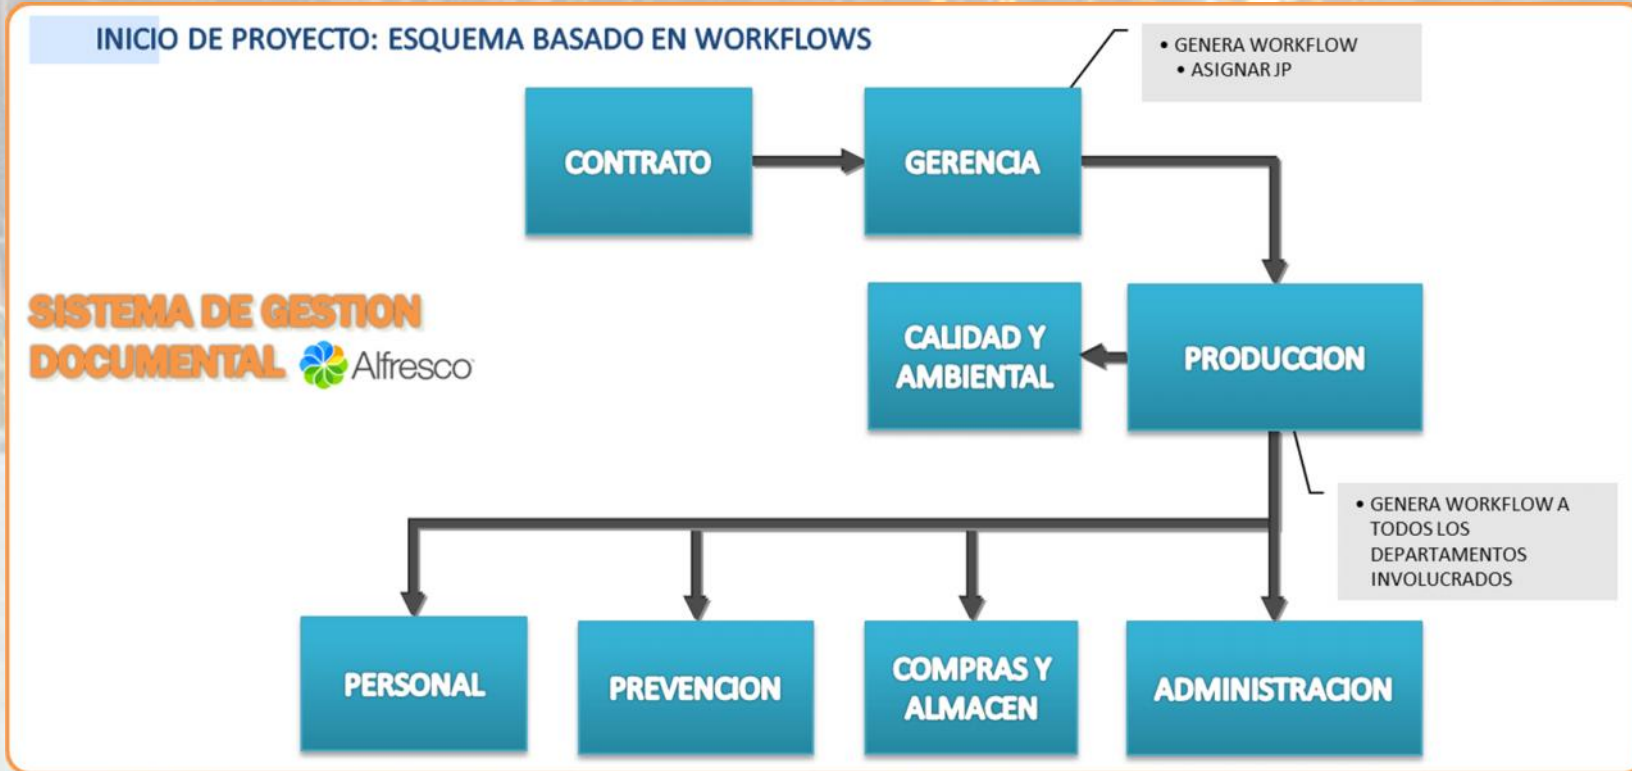 INICIO DE PROYECTO: ESQUEMA BASADO EN WORKFLOWS
• GENERA WORKFLOW
• ASIGNAR JP
CONTRATO
GERENCIA
SISTEMA DE GESTION
DOCUMENTAL Alfresco
CALIDAD Y
AMBIENTAL
PRODUCCION
• GENERA WORKFLOW A
TODOS LOS
DEPARTAMENTOS
INVOLUCRADOS
PERSONAL
PREVENCION
COMPRAS Y
ALMACEN
ADMINISTRACION